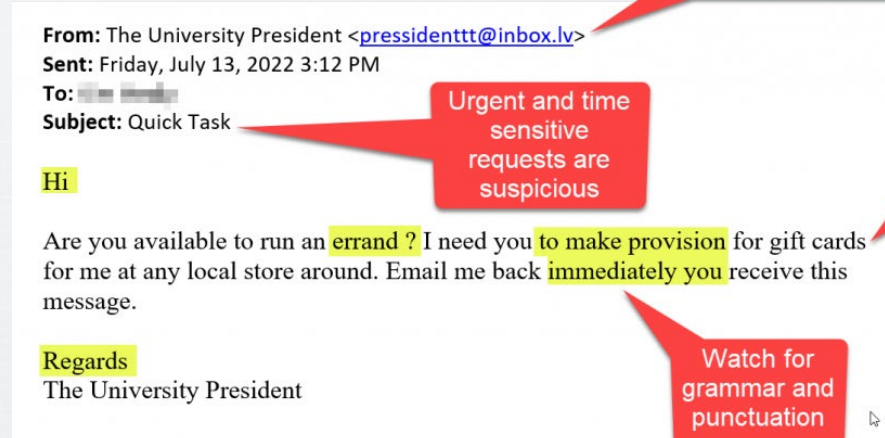 From: The University President <pressidenttt@inbox.lv>
Sent: Friday, July 13, 2022 3:12 PM
To:
Subject: Quick Task
Urgent and time
sensitive
requests are
suspicious
Hi
Are you available to run an errand ? I need you to make provision for gift cards
for me at any local store around. Email me back immediately you receive this
message.
Regards
The University President
Watch for
grammar and
punctuation